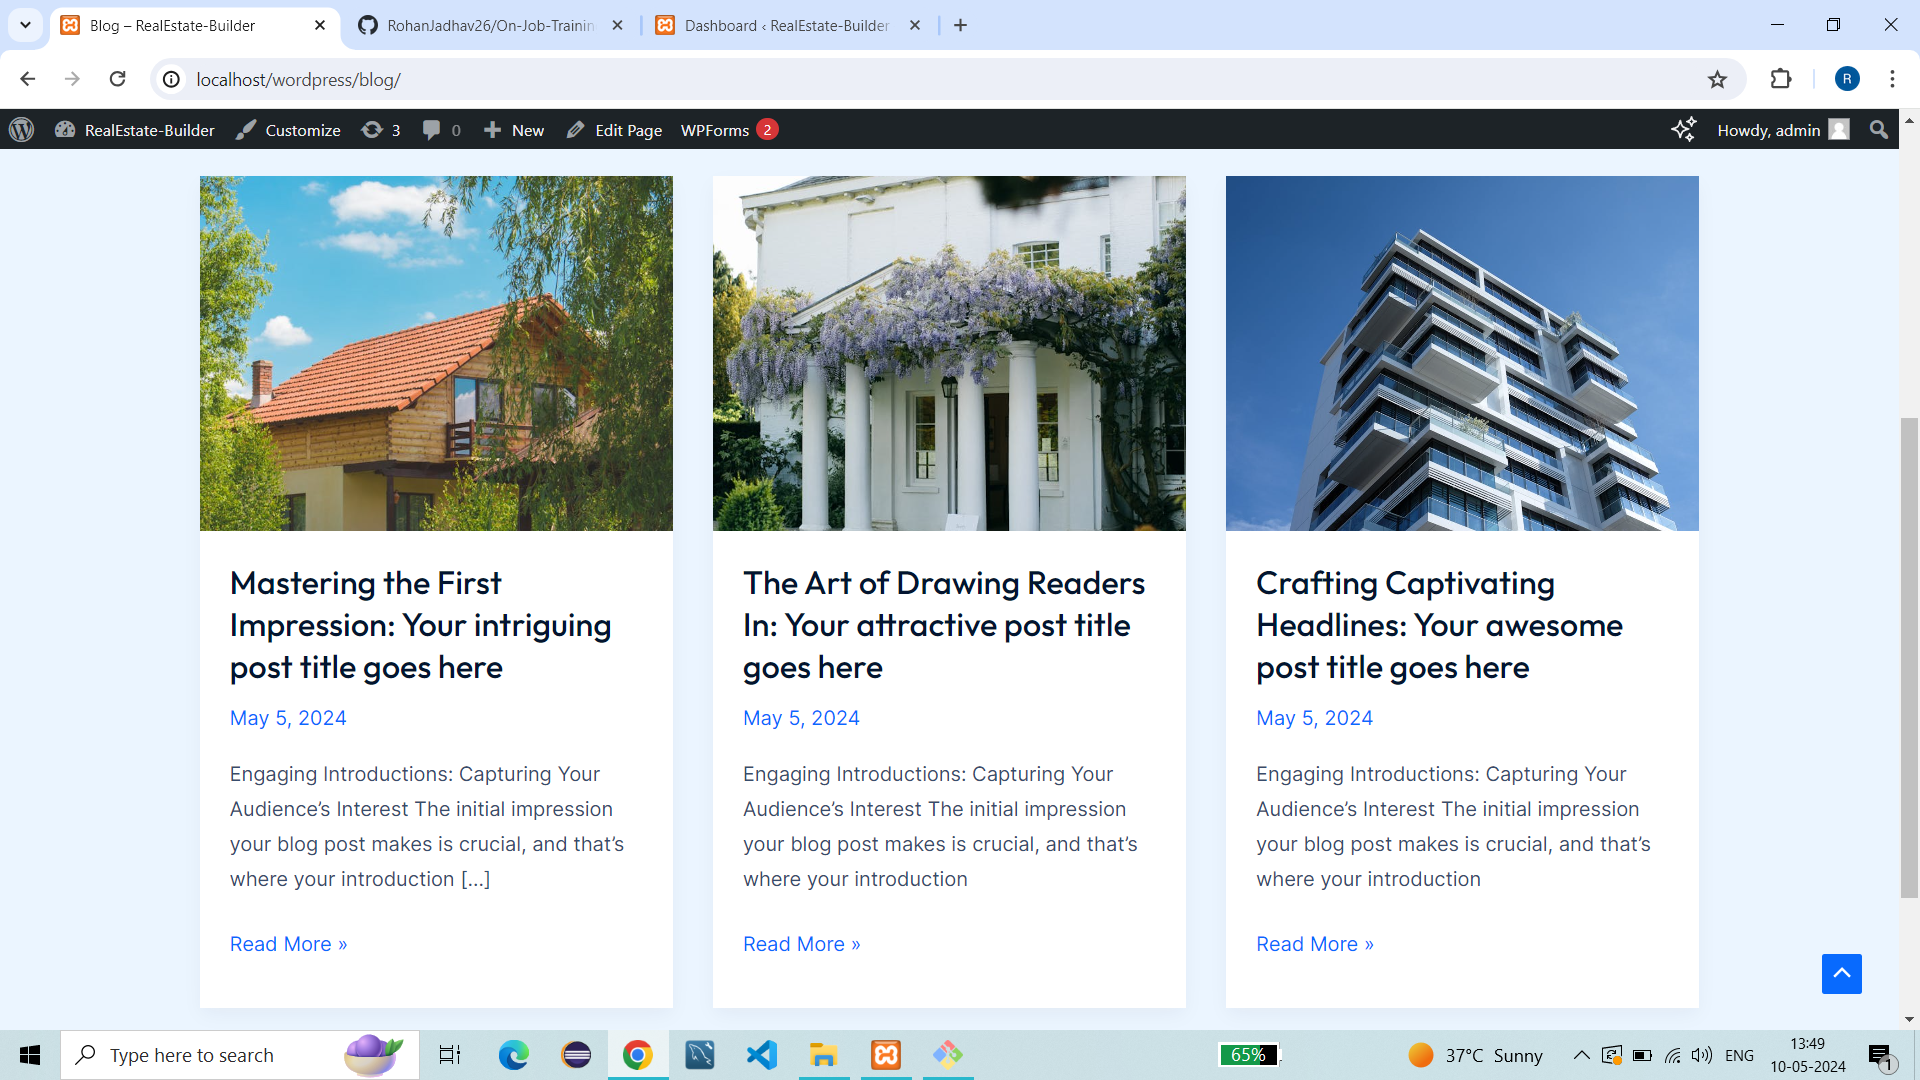 Blog – RealEstate-Builder
RohanJadhav26/On-Job-Trainin
Dashboard ‹ RealEstate-Builder
localhost/wordpress/blog/
R
RealEstate-Builder
Customize
3
0
New
Edit Page
WPForms 2
Howdy, admin
Mastering the First
Impression: Your intriguing
post title goes here
May 5, 2024
Engaging Introductions: Capturing Your
Audience’s Interest The initial impression
your blog post makes is crucial, and that’s
where your introduction […]
Read More »
The Art of Drawing Readers
In: Your attractive post title
goes here
May 5, 2024
Engaging Introductions: Capturing Your
Audience’s Interest The initial impression
your blog post makes is crucial, and that’s
where your introduction
Read More »
Crafting Captivating
Headlines: Your awesome
post title goes here
May 5, 2024
Engaging Introductions: Capturing Your
Audience’s Interest The initial impression
your blog post makes is crucial, and that’s
where your introduction
Read More »
Type here to search
65%
37°C Sunny
ENG
13:49
10-05-2024
1